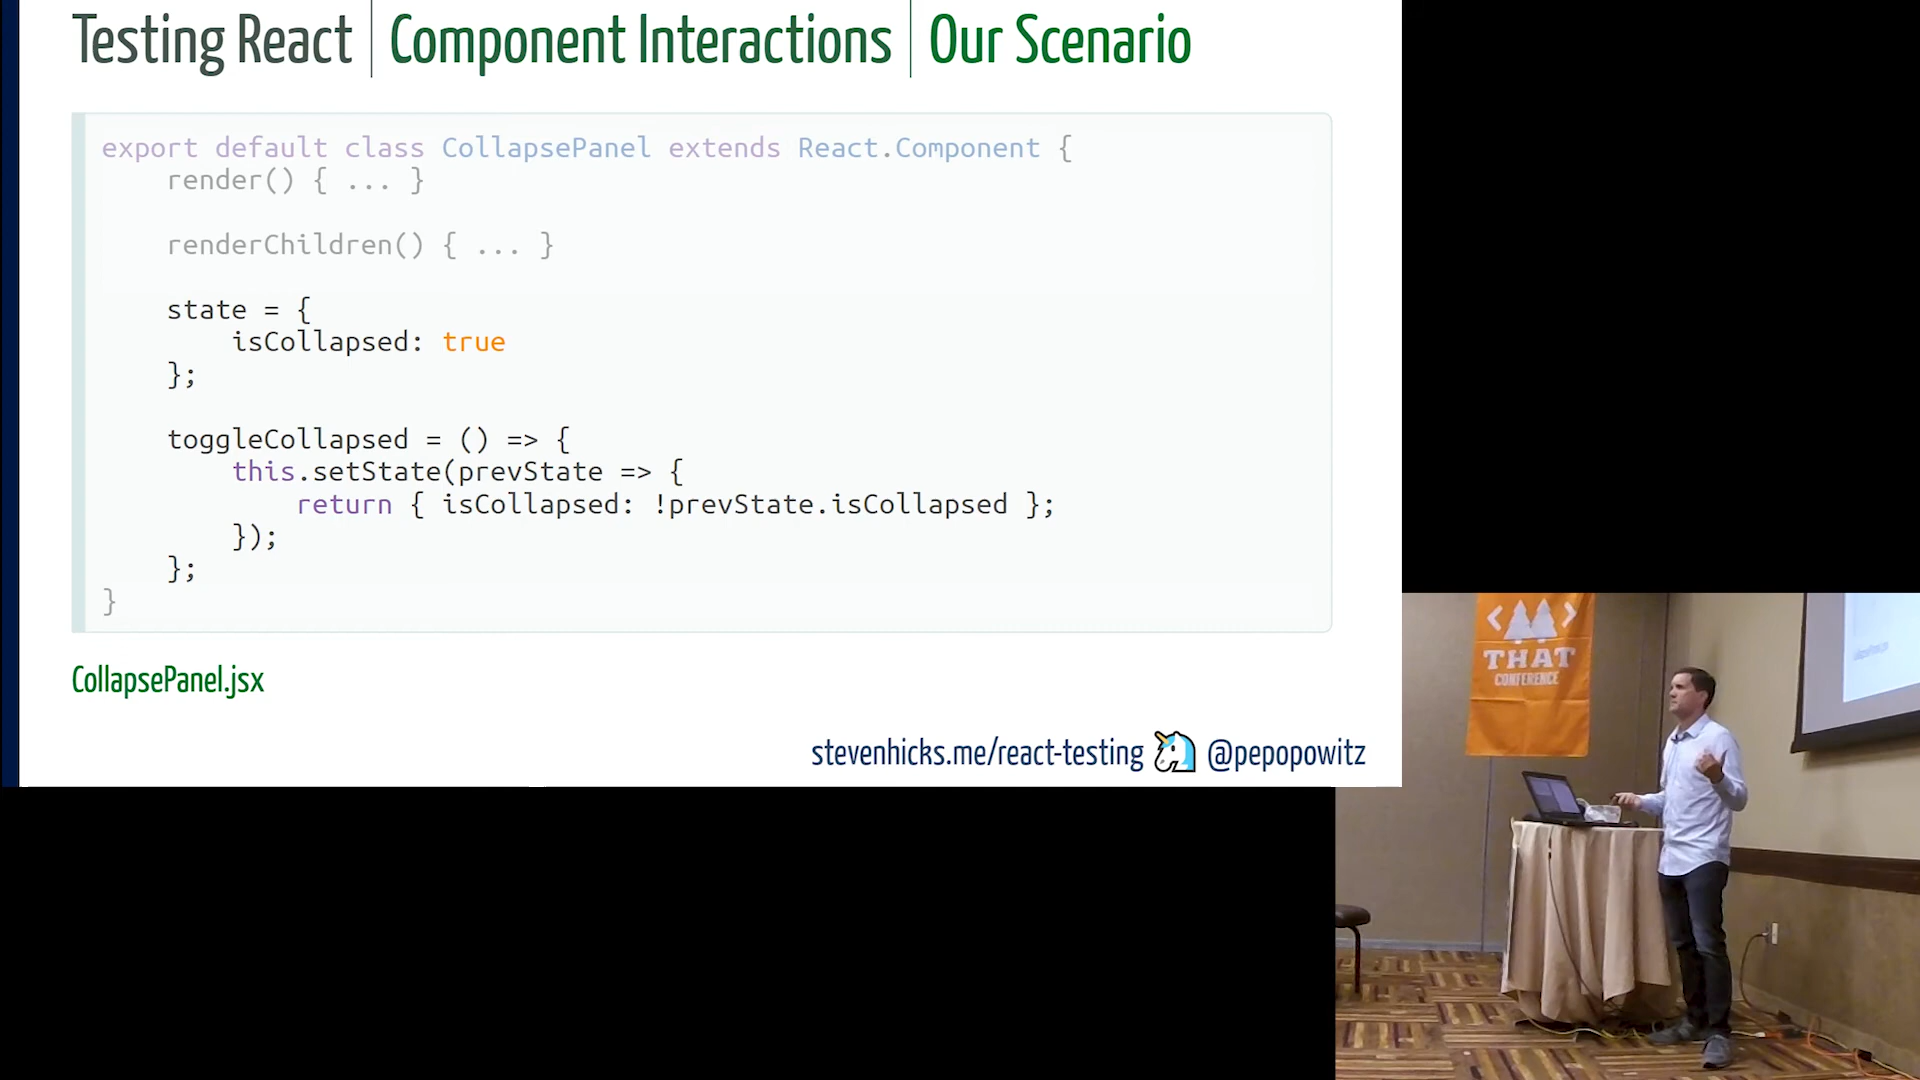 Testing React | Component Interactions | Our Scenario
export default class CollapsePanel extends React.Component {
render() { ... }
renderChildren() { ... }
state = {
isCollapsed: true
};
toggleCollapsed = () => {
this.setState(prevState => {
return { isCollapsed: !prevState.isCollapsed };
});
};
}
CollapsePanel.jsx
stevenhicks.me/react-testing @pepopowitz
< >
THAT
CONFERENCE